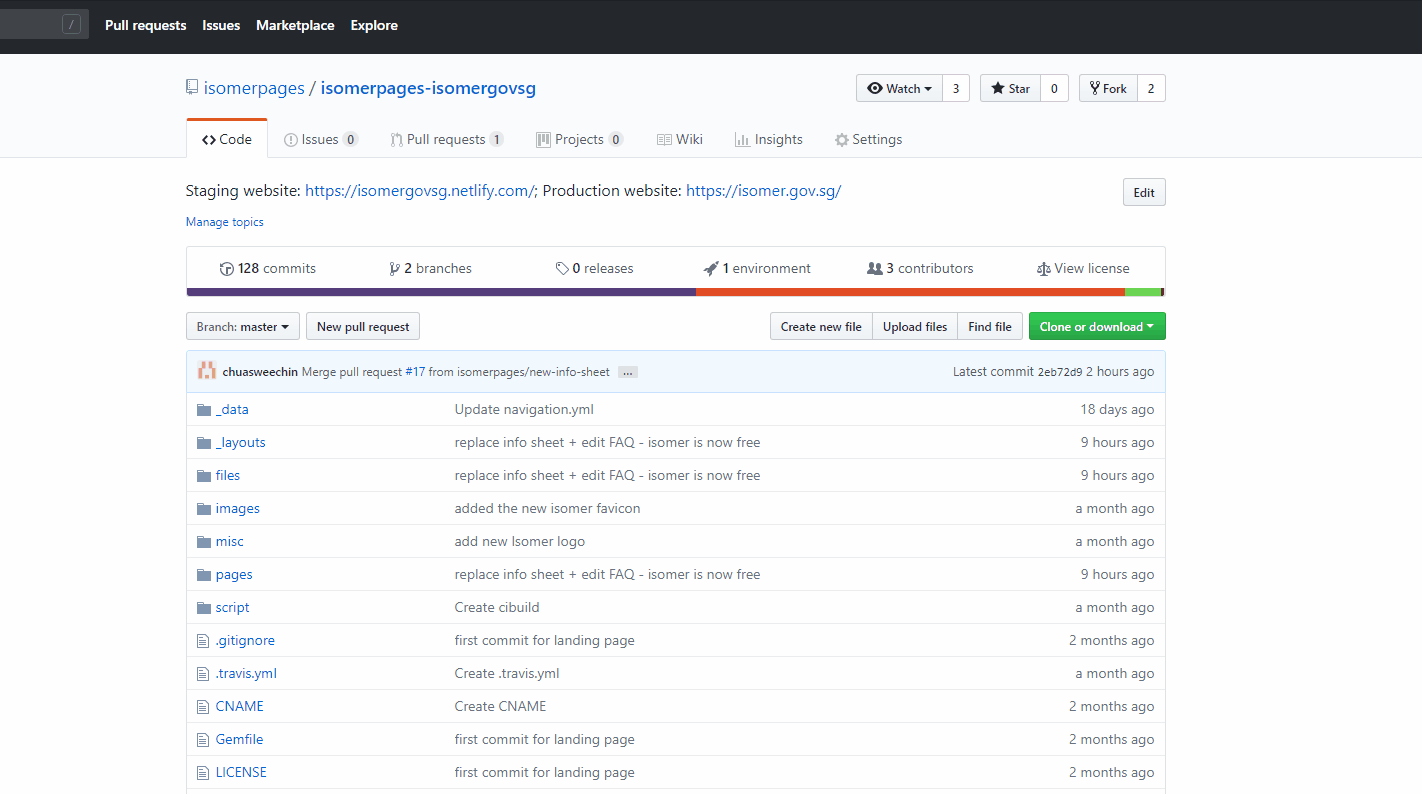 / Pull requests Issues Marketplace Explore
isomerpages / isomerpages-isomergovsg Watch 3 Star 0 Fork 2
Code Issues 0 Pull requests 1 Projects 0 Wiki Insights Settings
Staging website: https://isomergovsg.netlify.com/; Production website: https://isomer.gov.sg/ Edit
Manage topics
128 commits 2 branches 0 releases 1 environment 3 contributors View license
Branch: master New pull request Create new file Upload files Find file Clone or download
chuasweechin Merge pull request #17 from isomerpages/new-info-sheet ... Latest commit 2eb72d9 2 hours ago
_data Update navigation.yml 18 days ago
_layouts replace info sheet + edit FAQ - isomer is now free 9 hours ago
files replace info sheet + edit FAQ - isomer is now free 9 hours ago
images added the new isomer favicon a month ago
misc add new Isomer logo a month ago
pages replace info sheet + edit FAQ - isomer is now free 9 hours ago
script Create cibuild a month ago
.gitignore first commit for landing page 2 months ago
.travis.yml Create .travis.yml a month ago
CNAME Create CNAME 2 months ago
Gemfile first commit for landing page 2 months ago
LICENSE first commit for landing page 2 months ago